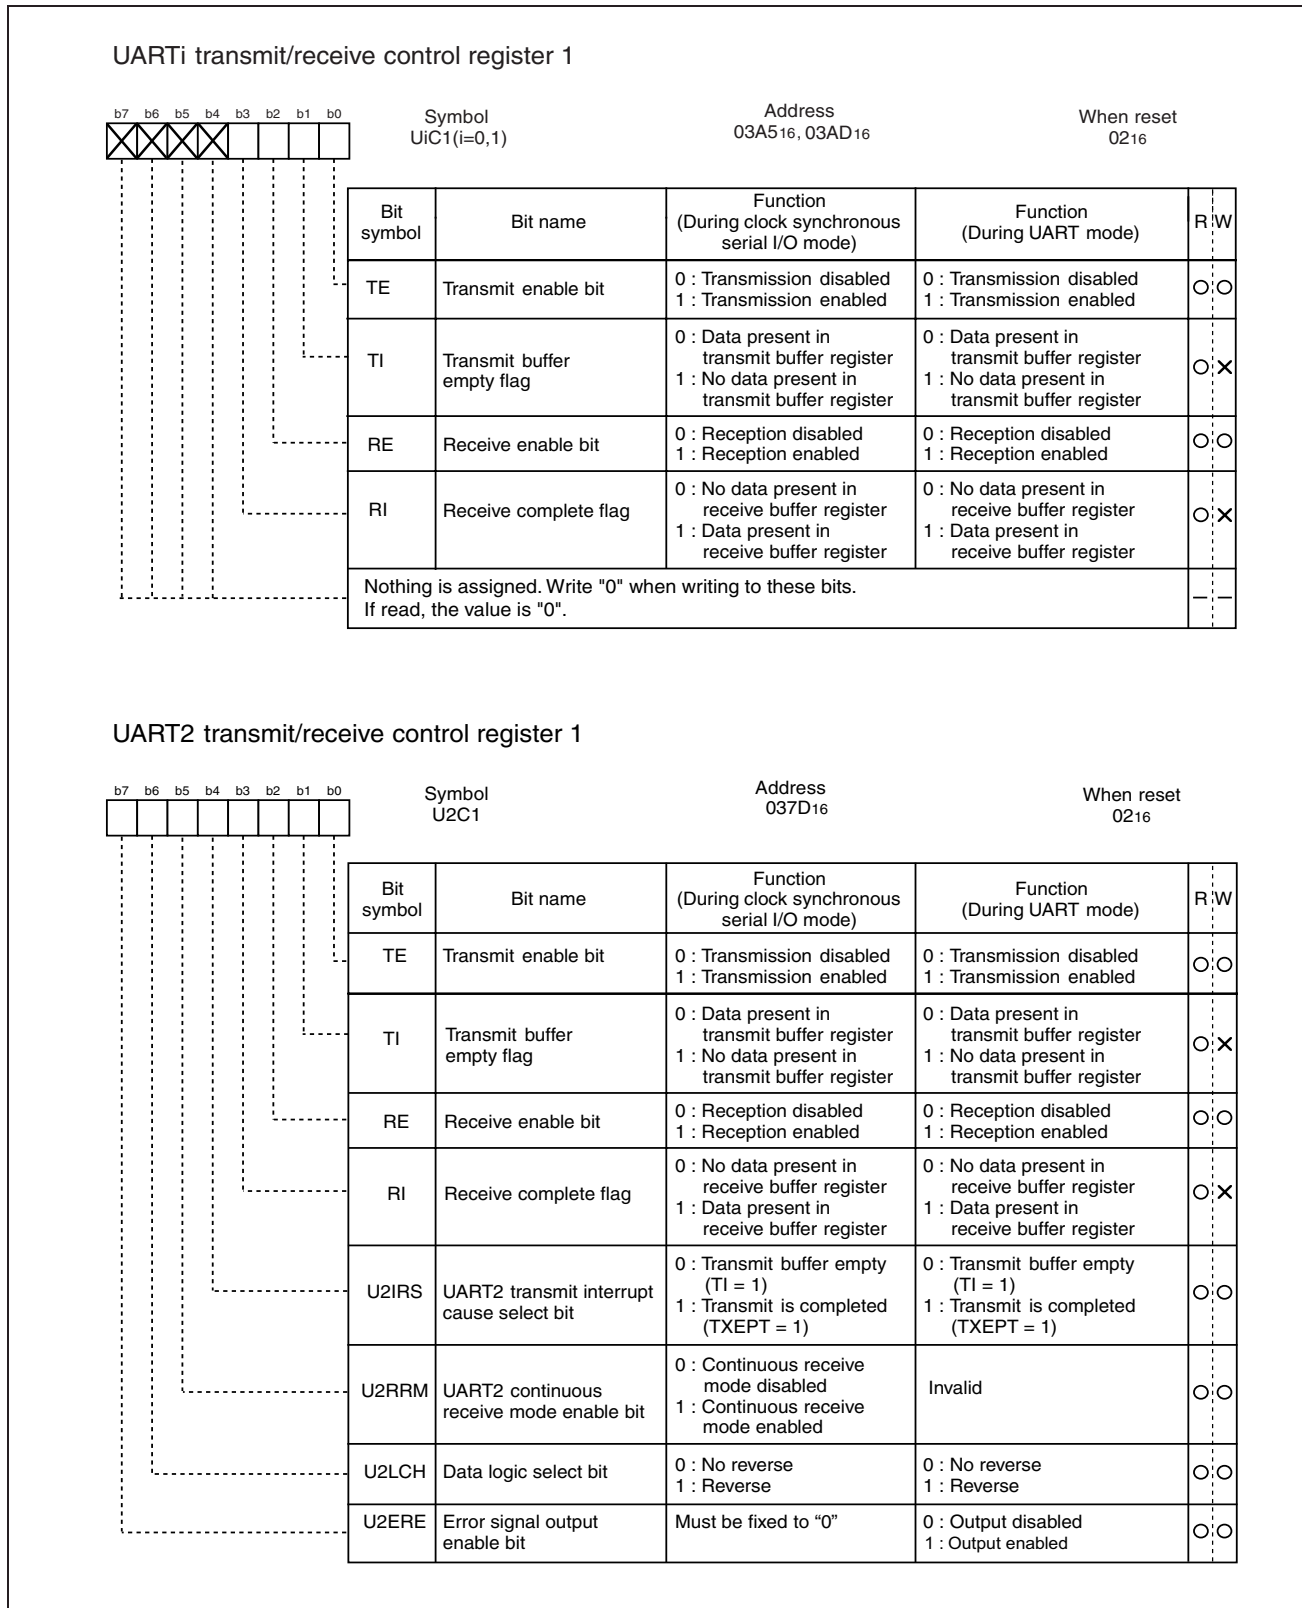 UARTi transmit/receive control register 1
b7 b6 b5 b4 b3 b2 b1 b0
Symbol
UiC1(i=0,1)
Address
03A516, 03AD16
When reset
0216
Bit
symbol
Bit name
Function
(During clock synchronous
serial I/O mode)
Function
(During UART mode)
R W
TE
Transmit enable bit
0 : Transmission disabled
1 : Transmission enabled
0 : Transmission disabled
1 : Transmission enabled
TI
Transmit buffer
empty flag
0 : Data present in
transmit buffer register
1 : No data present in
transmit buffer register
0 : Data present in
transmit buffer register
1 : No data present in
transmit buffer register
RE
Receive enable bit
0 : Reception disabled
1 : Reception enabled
0 : Reception disabled
1 : Reception enabled
RI
Receive complete flag
0 : No data present in
receive buffer register
1 : Data present in
receive buffer register
0 : No data present in
receive buffer register
1 : Data present in
receive buffer register
Nothing is assigned. Write "0" when writing to these bits.
If read, the value is "0".
UART2 transmit/receive control register 1
b7 b6 b5 b4 b3 b2 b1 b0
Symbol
U2C1
Address
037D16
When reset
0216
Bit
symbol
Bit name
Function
(During clock synchronous
serial I/O mode)
Function
(During UART mode)
R W
TE
Transmit enable bit
0 : Transmission disabled
1 : Transmission enabled
0 : Transmission disabled
1 : Transmission enabled
TI
Transmit buffer
empty flag
0 : Data present in
transmit buffer register
1 : No data present in
transmit buffer register
0 : Data present in
transmit buffer register
1 : No data present in
transmit buffer register
RE
Receive enable bit
0 : Reception disabled
1 : Reception enabled
0 : Reception disabled
1 : Reception enabled
RI
Receive complete flag
0 : No data present in
receive buffer register
1 : Data present in
receive buffer register
0 : No data present in
receive buffer register
1 : Data present in
receive buffer register
U2IRS
UART2 transmit interrupt
cause select bit
0 : Transmit buffer empty
(TI = 1)
1 : Transmit is completed
(TXEPT = 1)
0 : Transmit buffer empty
(TI = 1)
1 : Transmit is completed
(TXEPT = 1)
U2RRM
UART2 continuous
receive mode enable bit
0 : Continuous receive
mode disabled
1 : Continuous receive
mode enabled
Invalid
U2LCH
Data logic select bit
0 : No reverse
1 : Reverse
0 : No reverse
1 : Reverse
U2ERE
Error signal output
enable bit
Must be fixed to “0”
0 : Output disabled
1 : Output enabled